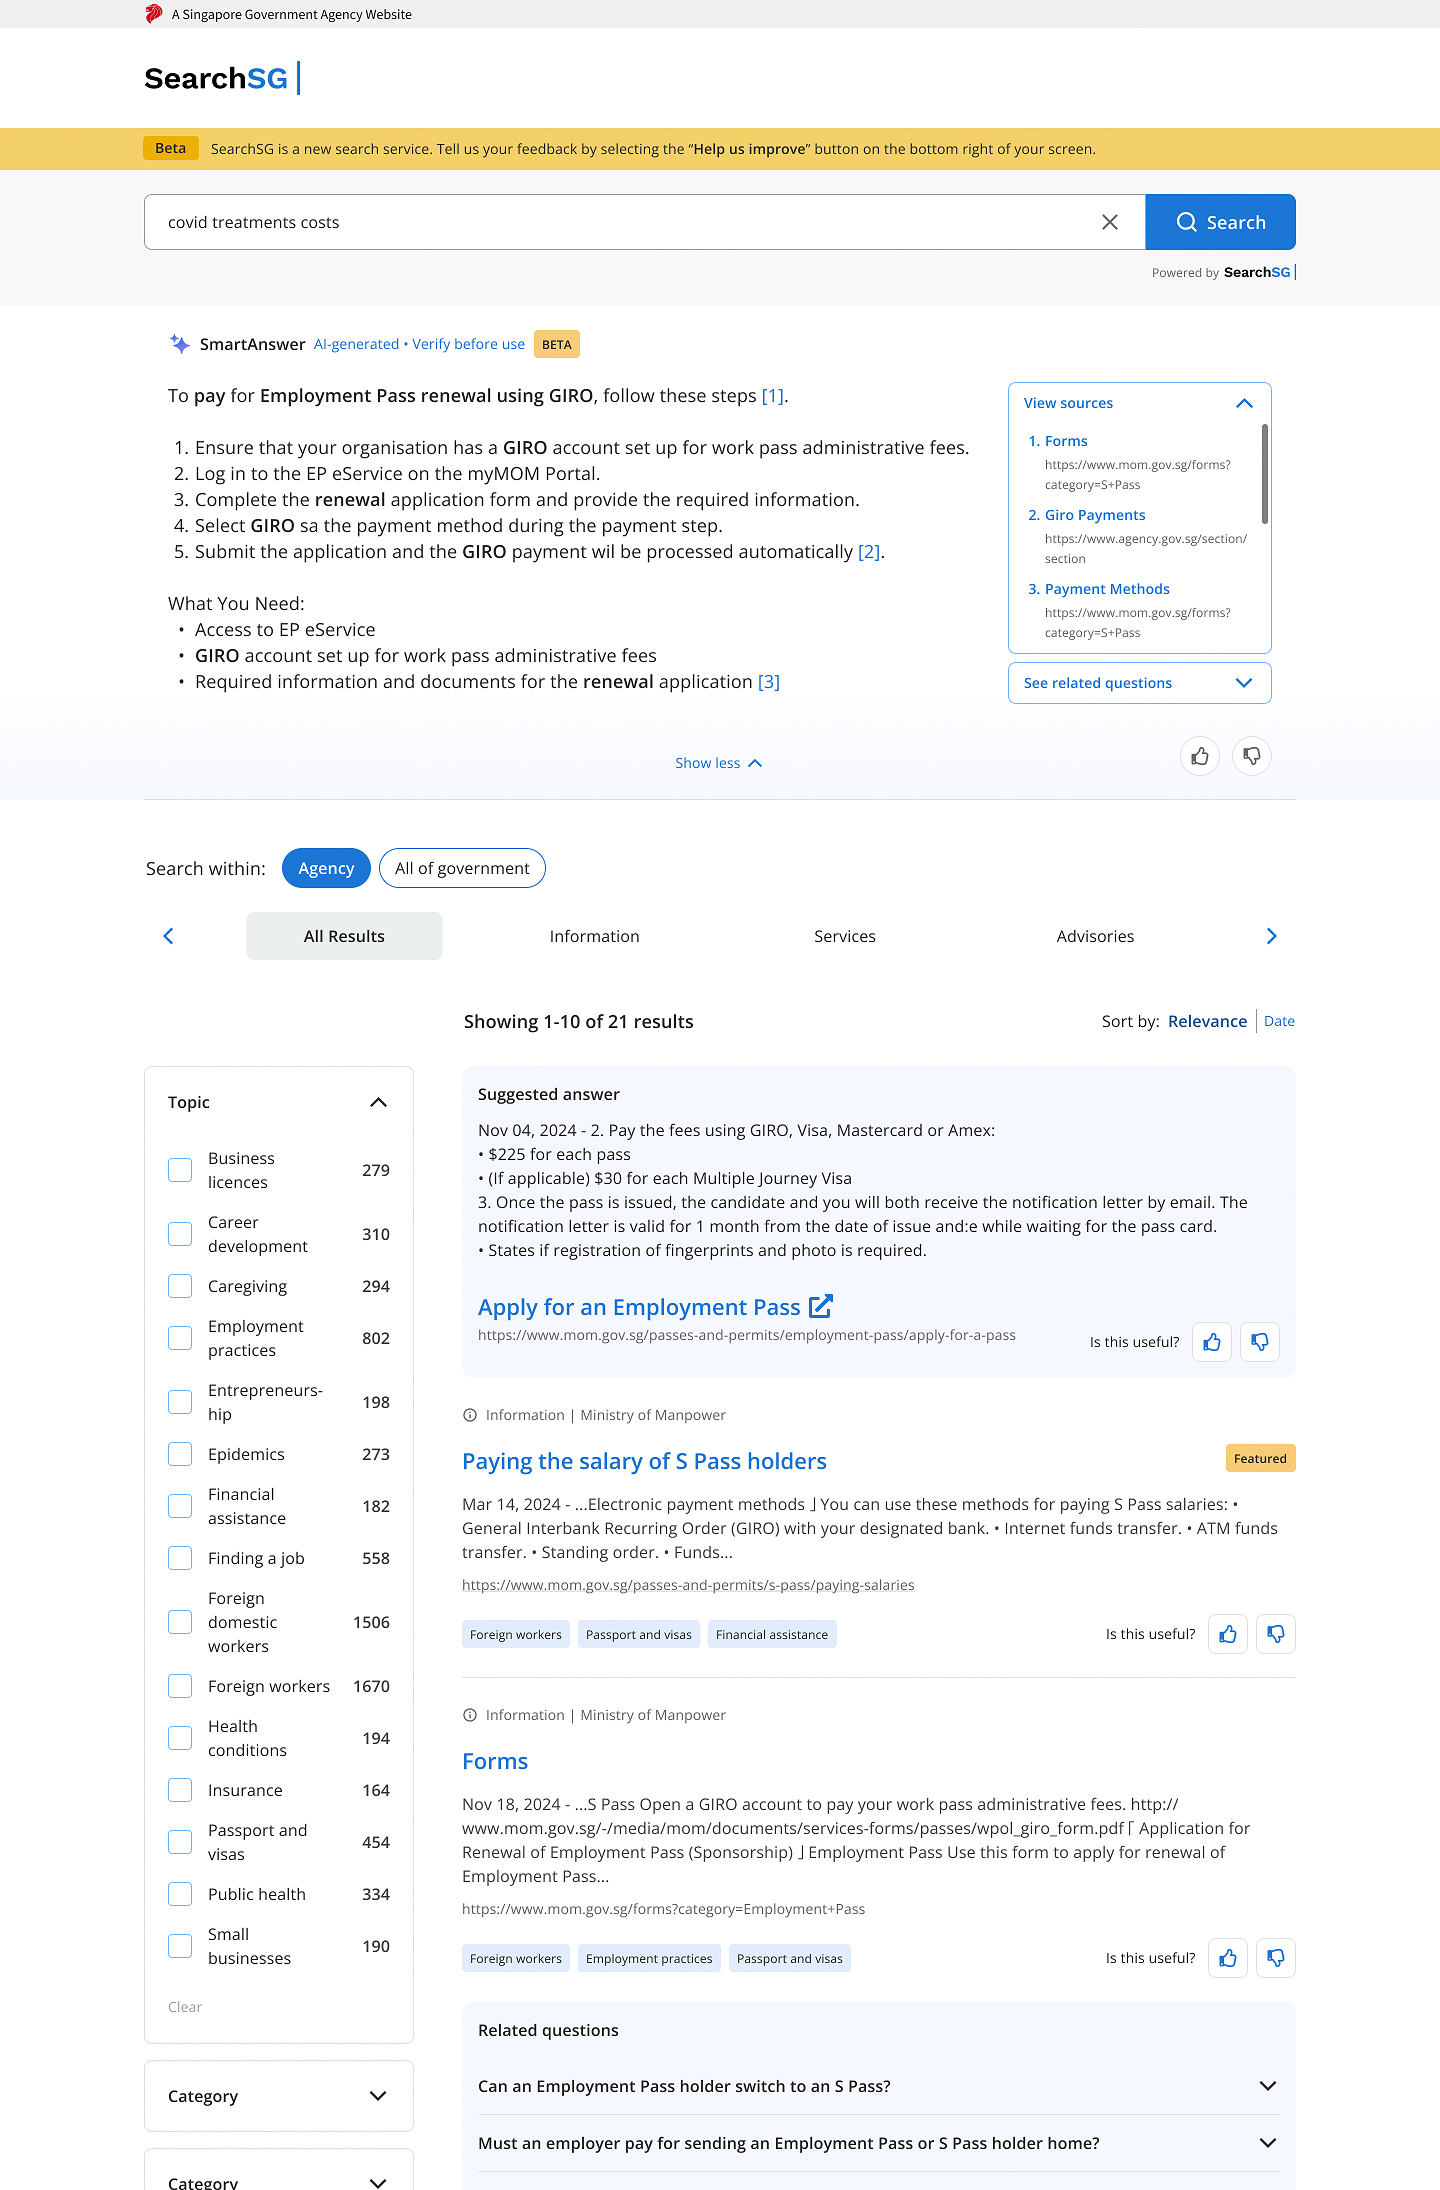 A Singapore Government Agency Website
SearchSG
Beta
SearchSG is a new search service. Tell us your feedback by selecting the “Help us improve” button on the bottom right of your screen.
covid treatments costs
Search
Powered by SearchSG
SmartAnswer AI-generated • Verify before use BETA
To pay for Employment Pass renewal using GIRO, follow these steps [1].
1. Ensure that your organisation has a GIRO account set up for work pass administrative fees.
2. Log in to the EP eService on the myMOM Portal.
3. Complete the renewal application form and provide the required information.
4. Select GIRO sa the payment method during the payment step.
5. Submit the application and the GIRO payment wil be processed automatically [2].
What You Need:
• Access to EP eService
• GIRO account set up for work pass administrative fees
• Required information and documents for the renewal application [3]
View sources
1. Forms
https://www.mom.gov.sg/forms?
category=S+Pass
2. Giro Payments
https://www.agency.gov.sg/section/
section
3. Payment Methods
https://www.mom.gov.sg/forms?
category=S+Pass
See related questions
Show less
Search within: Agency All of government
All Results Information Services Advisories
Showing 1-10 of 21 results
Sort by: Relevance Date
Topic
Business
licences
279
Career
development
310
Caregiving 294
Employment
practices
802
Entrepreneurs-
hip
198
Epidemics 273
Financial
assistance
182
Finding a job 558
Foreign
domestic
workers
1506
Foreign workers 1670
Health
conditions
194
Insurance 164
Passport and
visas
454
Public health 334
Small
businesses
190
Clear
Category
Category
Suggested answer
Nov 04, 2024 - 2. Pay the fees using GIRO, Visa, Mastercard or Amex:
• $225 for each pass
• (If applicable) $30 for each Multiple Journey Visa
3. Once the pass is issued, the candidate and you will both receive the notification letter by email. The
notification letter is valid for 1 month from the date of issue and:e while waiting for the pass card.
• States if registration of fingerprints and photo is required.
Apply for an Employment Pass
https://www.mom.gov.sg/passes-and-permits/employment-pass/apply-for-a-pass
Is this useful?
Information | Ministry of Manpower
Paying the salary of S Pass holders
Featured
Mar 14, 2024 - ...Electronic payment methods ⌋ You can use these methods for paying S Pass salaries: •
General Interbank Recurring Order (GIRO) with your designated bank. • Internet funds transfer. • ATM funds
transfer. • Standing order. • Funds...
https://www.mom.gov.sg/passes-and-permits/s-pass/paying-salaries
Foreign workers Passport and visas Financial assistance
Is this useful?
Information | Ministry of Manpower
Forms
Nov 18, 2024 - ...S Pass Open a GIRO account to pay your work pass administrative fees. http://
www.mom.gov.sg/-/media/mom/documents/services-forms/passes/wpol_giro_form.pdf ⌈ Application for
Renewal of Employment Pass (Sponsorship) ⌋ Employment Pass Use this form to apply for renewal of
Employment Pass...
https://www.mom.gov.sg/forms?category=Employment+Pass
Foreign workers Employment practices Passport and visas
Is this useful?
Related questions
Can an Employment Pass holder switch to an S Pass?
Must an employer pay for sending an Employment Pass or S Pass holder home?